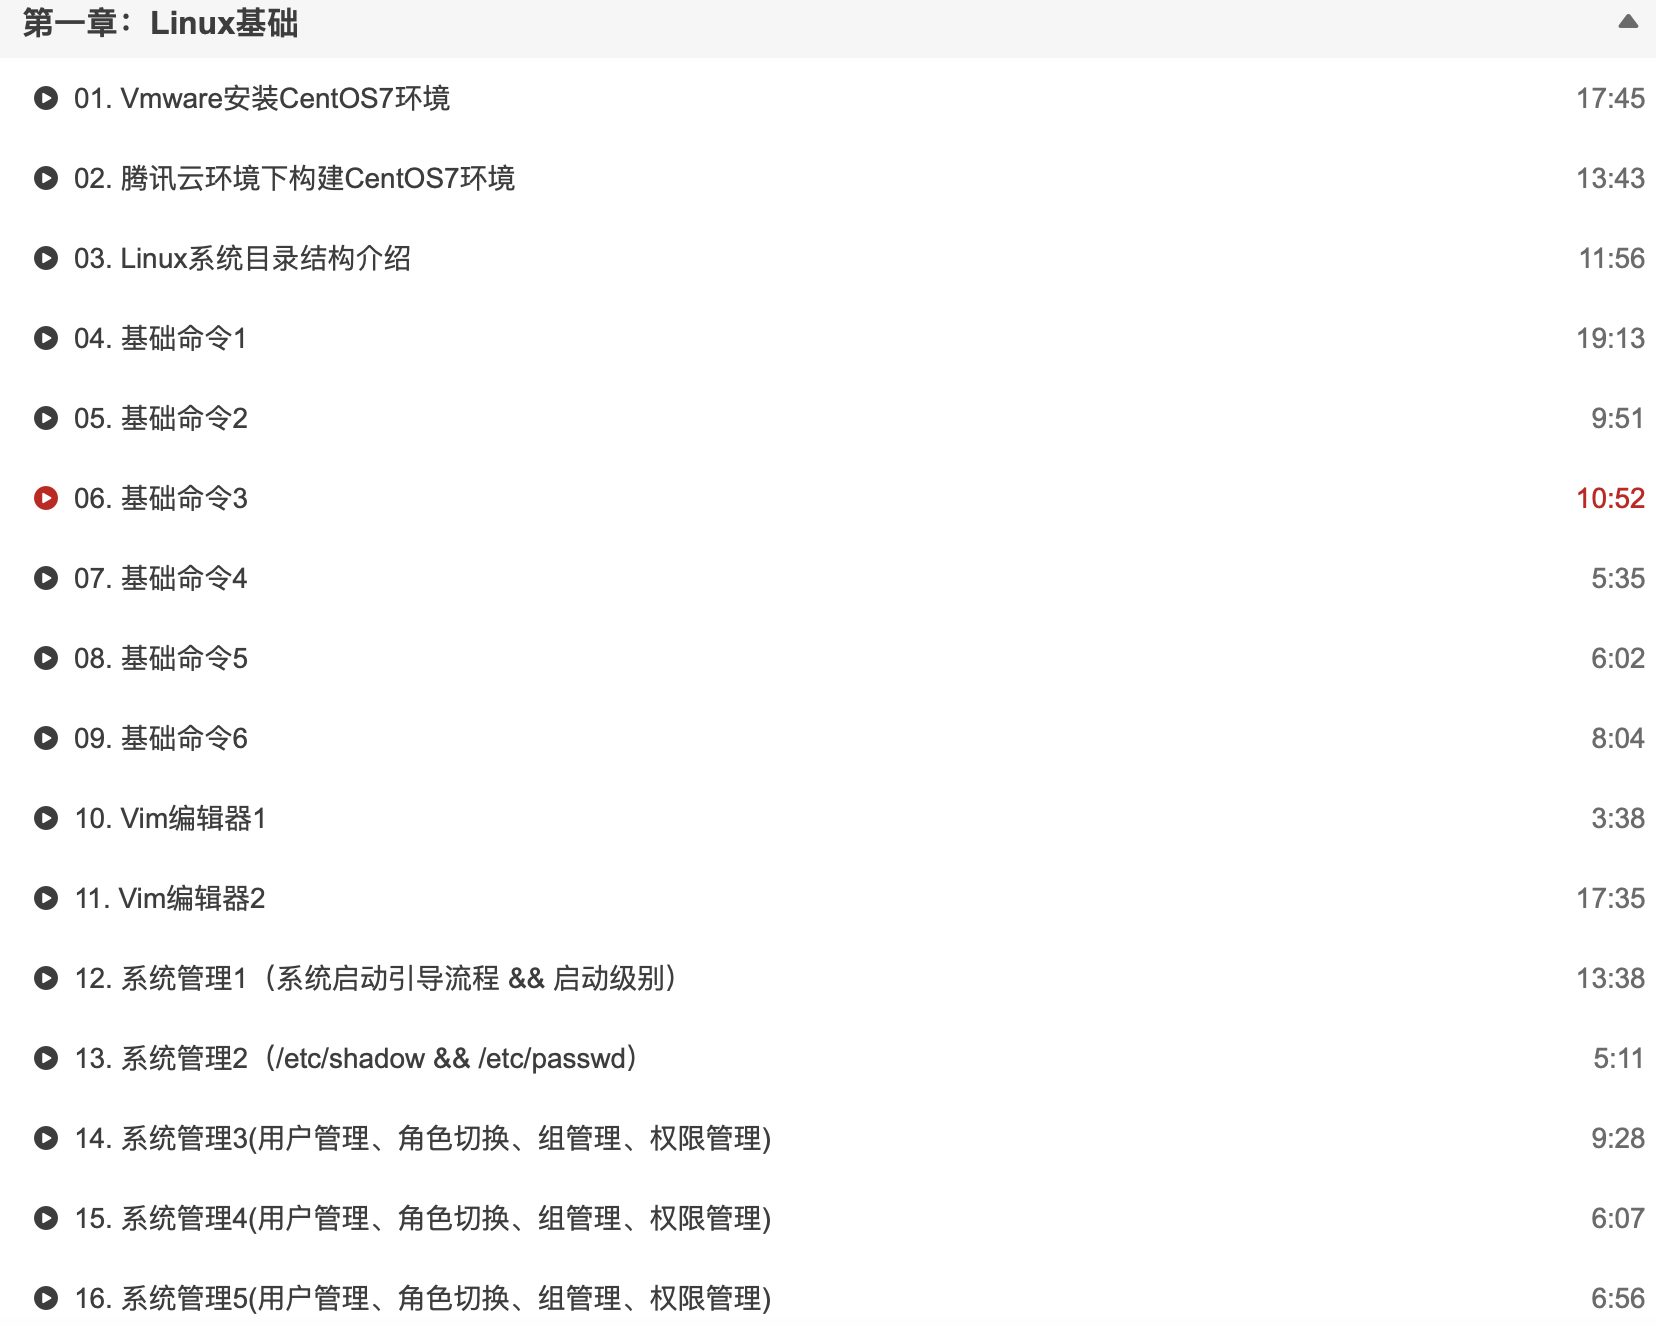 第一章：Linux基础
01. Vmware安装CentOS7环境 17:45
02. 腾讯云环境下构建CentOS7环境 13:43
03. Linux系统目录结构介绍 11:56
04. 基础命令1 19:13
05. 基础命令2 9:51
06. 基础命令3 10:52
07. 基础命令4 5:35
08. 基础命令5 6:02
09. 基础命令6 8:04
10. Vim编辑器1 3:38
11. Vim编辑器2 17:35
12. 系统管理1（系统启动引导流程 && 启动级别） 13:38
13. 系统管理2（/etc/shadow && /etc/passwd） 5:11
14. 系统管理3(用户管理、角色切换、组管理、权限管理) 9:28
15. 系统管理4(用户管理、角色切换、组管理、权限管理) 6:07
16. 系统管理5(用户管理、角色切换、组管理、权限管理) 6:56